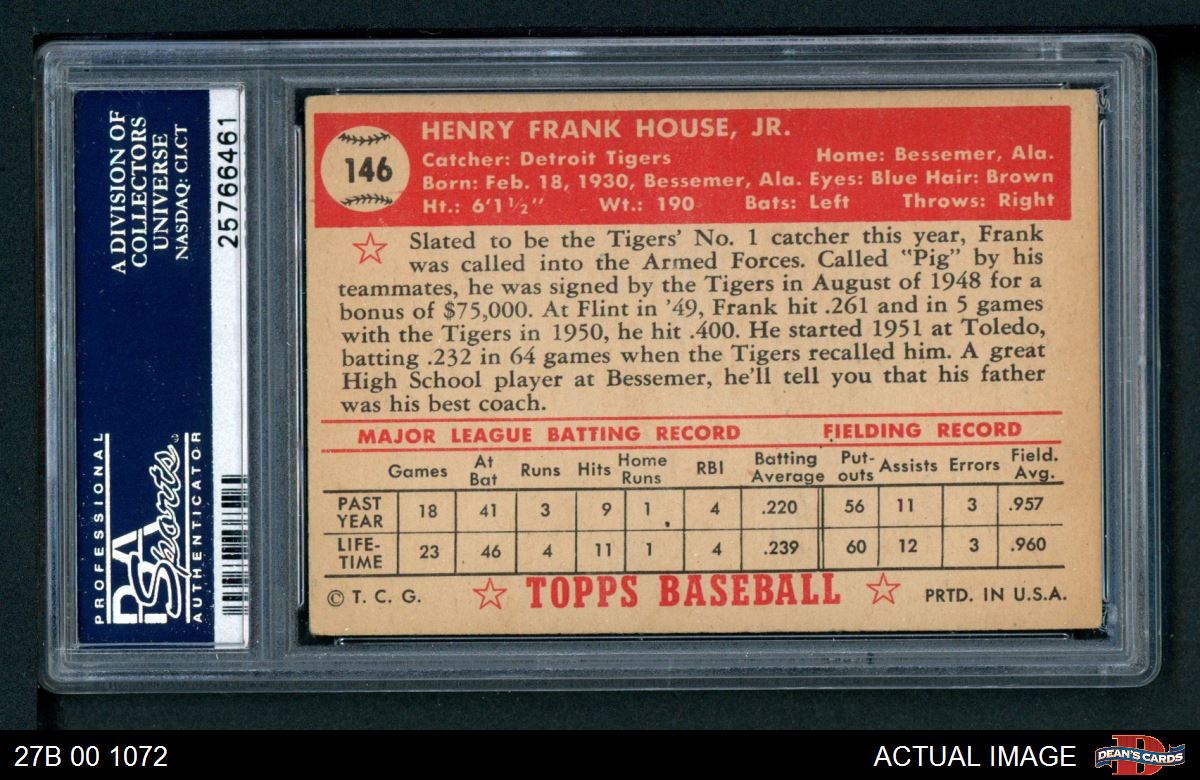 A DIVISION OF
COLLECTORS
UNIVERSE
NASDAQ: CLCT
25766461
PROFESSIONAL
PSA
Sports
AUTHENTICATOR
146
HENRY FRANK HOUSE, JR.
Catcher: Detroit Tigers Home: Bessemer, Ala.
Born: Feb. 18, 1930, Bessemer, Ala. Eyes: Blue Hair: Brown
Ht.: 6'1½" Wt.: 190 Bats: Left Throws: Right
Slated to be the Tigers' No. 1 catcher this year, Frank
was called into the Armed Forces. Called "Pig" by his
teammates, he was signed by the Tigers in August of 1948 for a
bonus of $75,000. At Flint in '49, Frank hit .261 and in 5 games
with the Tigers in 1950, he hit .400. He started 1951 at Toledo,
batting .232 in 64 games when the Tigers recalled him. A great
High School player at Bessemer, he'll tell you that his father
was his best coach.
MAJOR LEAGUE BATTING RECORD FIELDING RECORD
Games At Bat Runs Hits Home Runs RBI Batting Average Put-outs Assists Errors Field. Avg.
PAST YEAR 18 41 3 9 1 4 .220 56 11 3 .957
LIFE-TIME 23 46 4 11 1 4 .239 60 12 3 .960
© T. C. G. TOPPS BASEBALL PRTD. IN U.S.A.
27B 00 1072 ACTUAL IMAGE DEAN'S CARDS